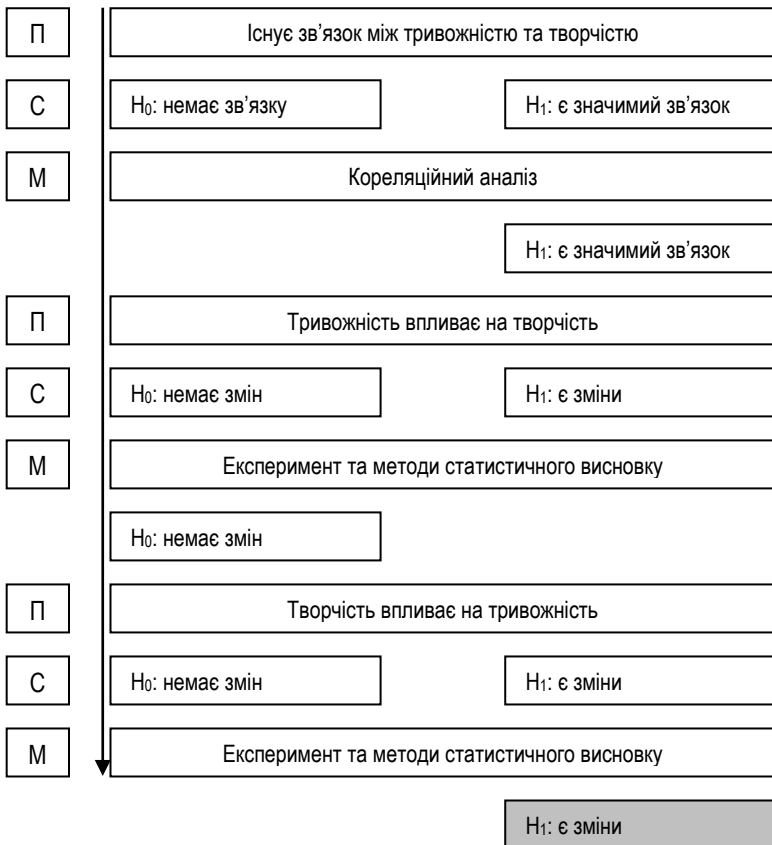 П Існує зв’язок між тривожністю та творчістю
С H₀: немає зв’язку H₁: є значимий зв’язок
М Кореляційний аналіз
H₁: є значимий зв’язок
П Тривожність впливає на творчість
С H₀: немає змін H₁: є зміни
М Експеримент та методи статистичного висновку
H₀: немає змін
П Творчість впливає на тривожність
С H₀: немає змін H₁: є зміни
М Експеримент та методи статистичного висновку
H₁: є зміни